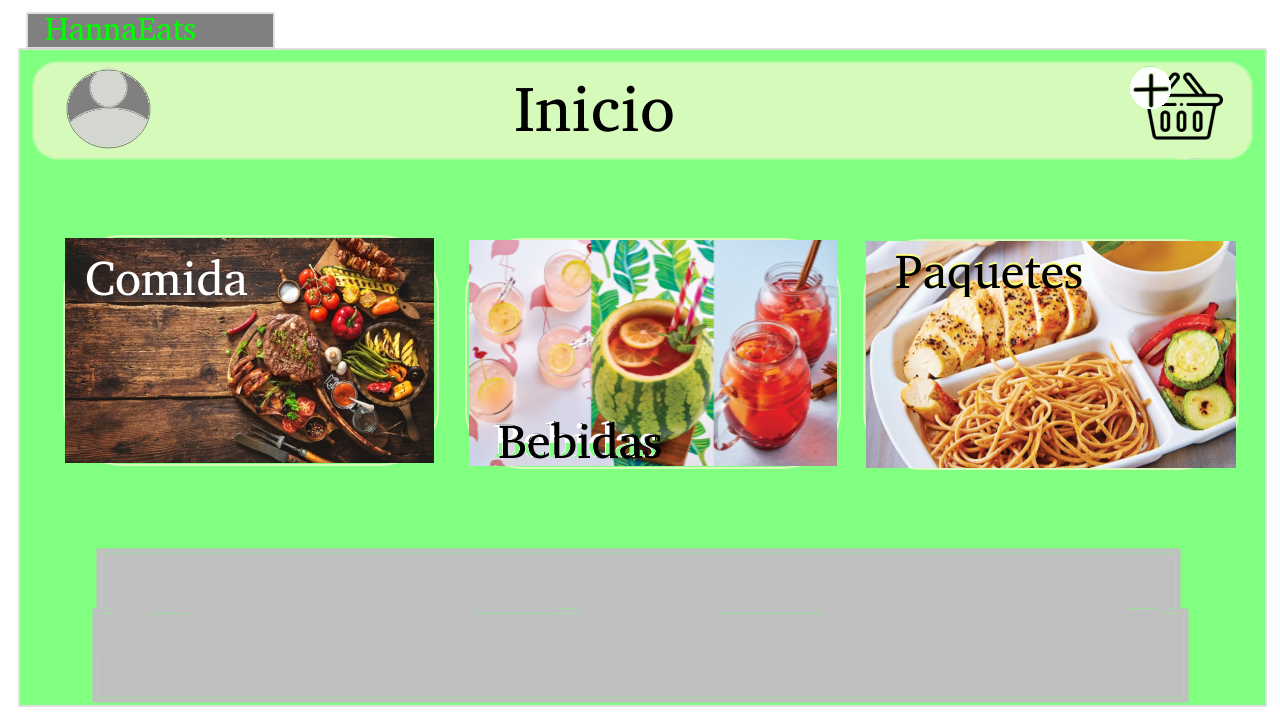 HannaEats
Inicio
Comida
Bebidas
Paquetes